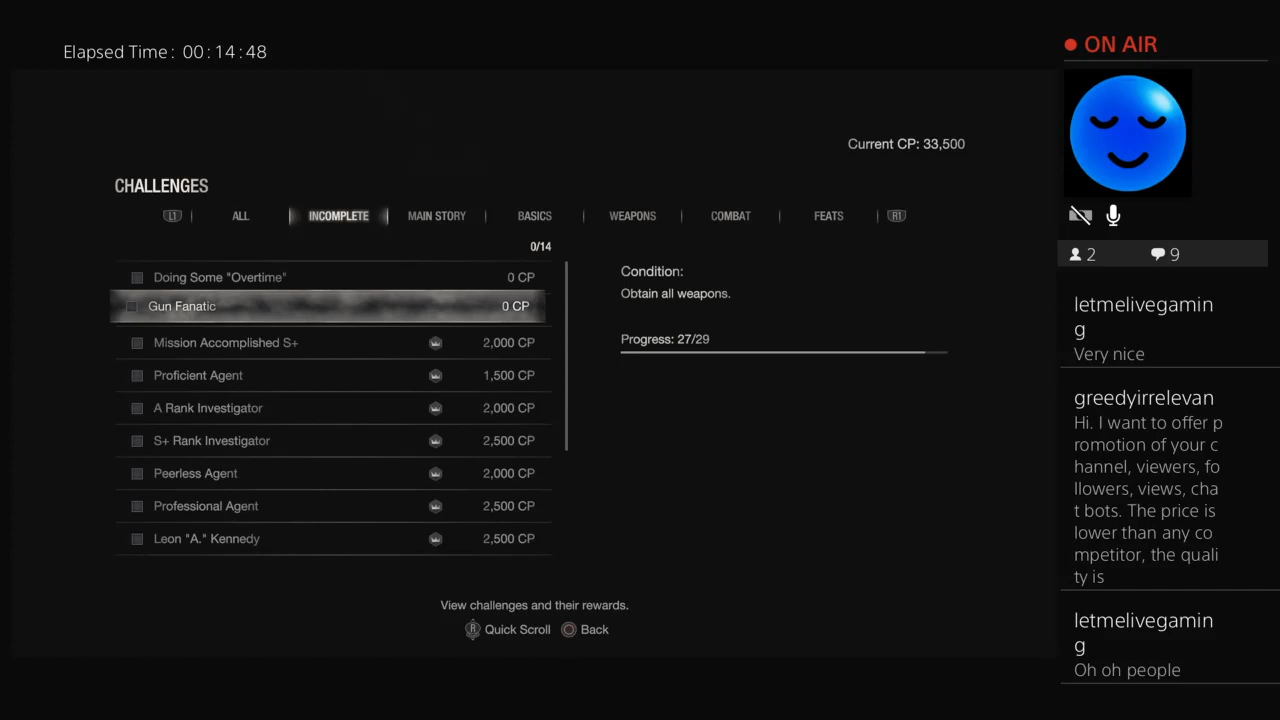 Elapsed Time: 00:14:48
ON AIR
Current CP: 33,500
CHALLENGES
L1 ALL INCOMPLETE MAIN STORY BASICS WEAPONS COMBAT FEATS R1
0/14
Doing Some "Overtime" 0 CP
Gun Fanatic 0 CP
Mission Accomplished S+ 2,000 CP
Proficient Agent 1,500 CP
A Rank Investigator 2,000 CP
S+ Rank Investigator 2,500 CP
Peerless Agent 2,000 CP
Professional Agent 2,500 CP
Leon "A." Kennedy 2,500 CP
Condition:
Obtain all weapons.
Progress: 27/29
View challenges and their rewards.
R Quick Scroll Back
2 9
letmelivegamin
g
Very nice
greedyirrelevan
Hi. I want to offer p
romotion of your c
hannel, viewers, fo
llowers, views, cha
t bots. The price is
lower than any co
mpetitor, the quali
ty is
letmelivegamin
g
Oh oh people